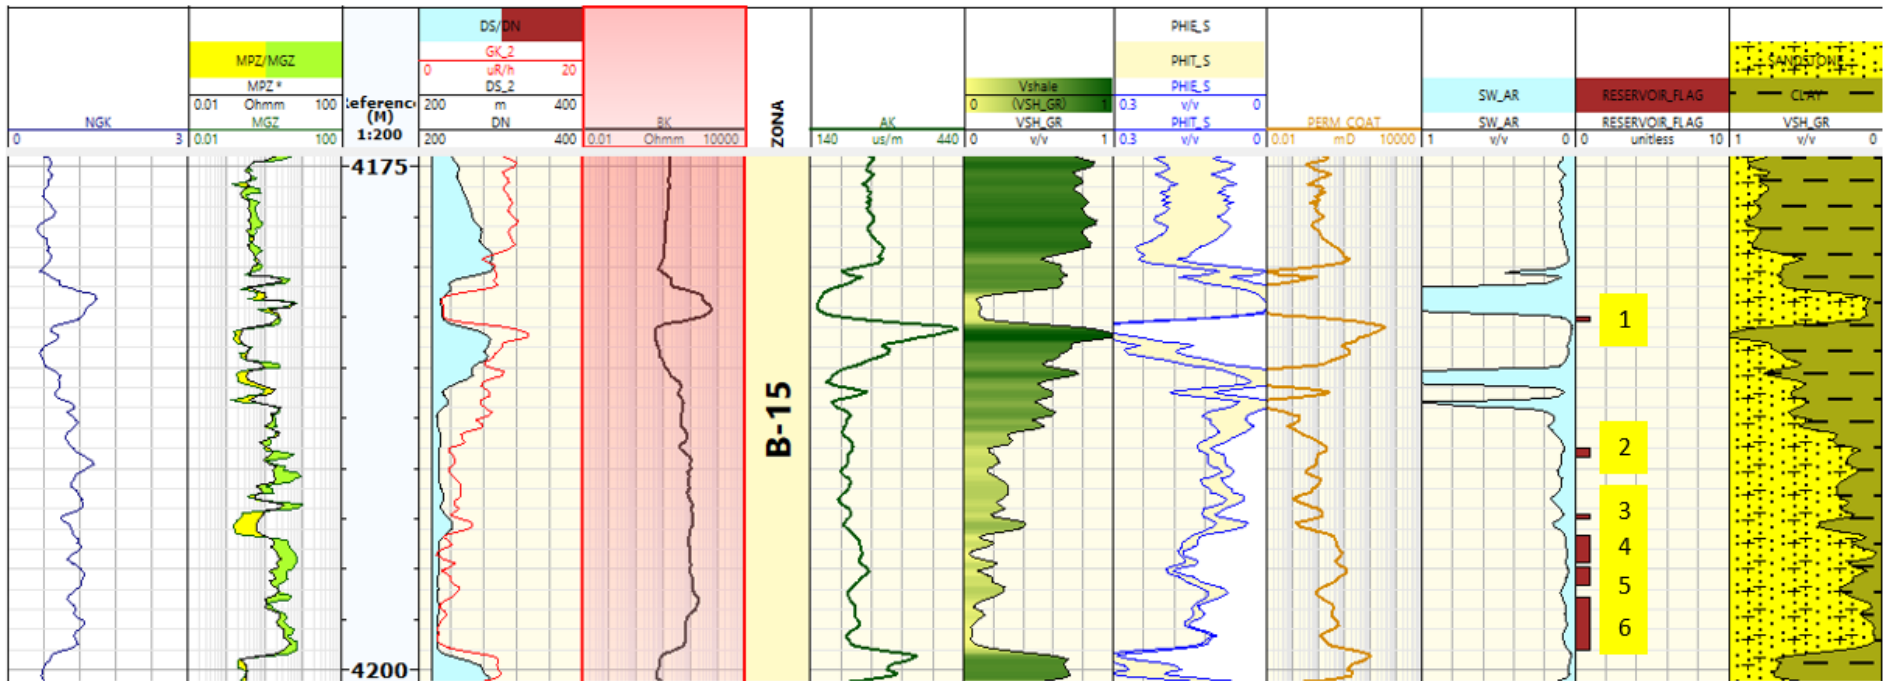 NGK
0 3
MPZ/MGZ
MPZ *
0.01 Ohmm 100
MGZ
0.01 100
(M)
1:200
DS/DN
GK_2
0 uR/h 20
DS_2
200 m 400
DN
200 400
BK
0.01 Ohmm 10000
ZONA
AK
140 us/m 440
Vshale
0 (VSH_GR) 1
VSH_GR
0 v/v 1
PHIE_S
PHIT_S
PHIE_S
0.3 v/v 0
PHIT_S
0.3 v/v 0
PERM_COAT
0.01 mD 10000
SW_AR
SW_AR
1 v/v 0
RESERVOIR_FLAG
RESERVOIR_FLAG
0 unitless 10
SANDSTONE
CLAY
VSH_GR
1 v/v 0
4175
4200
B-15
1
2
3
4
5
6